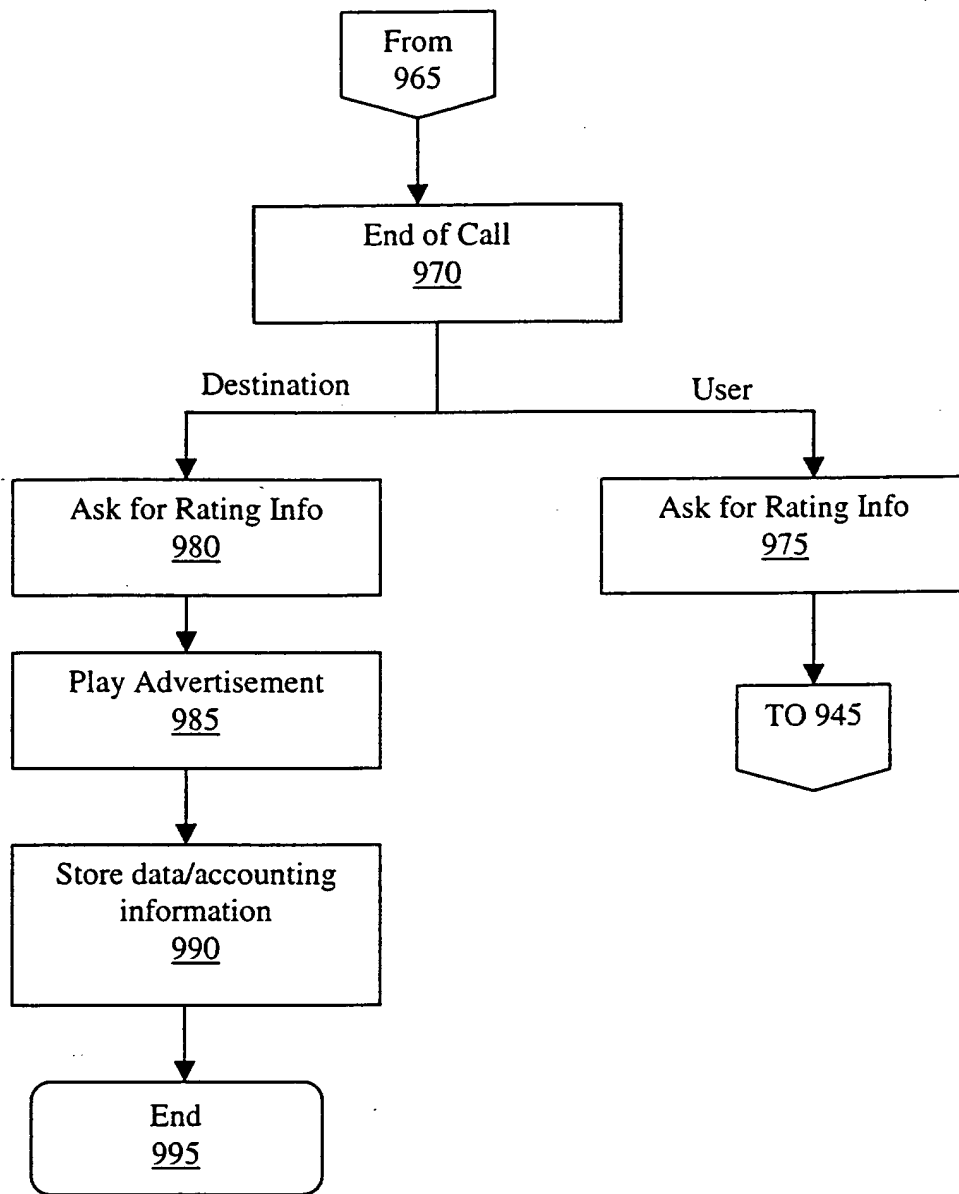 From
965
End of Call
970
Destination
User
Ask for Rating Info
980
Ask for Rating Info
975
Play Advertisement
985
TO 945
Store data/accounting
information
990
End
995